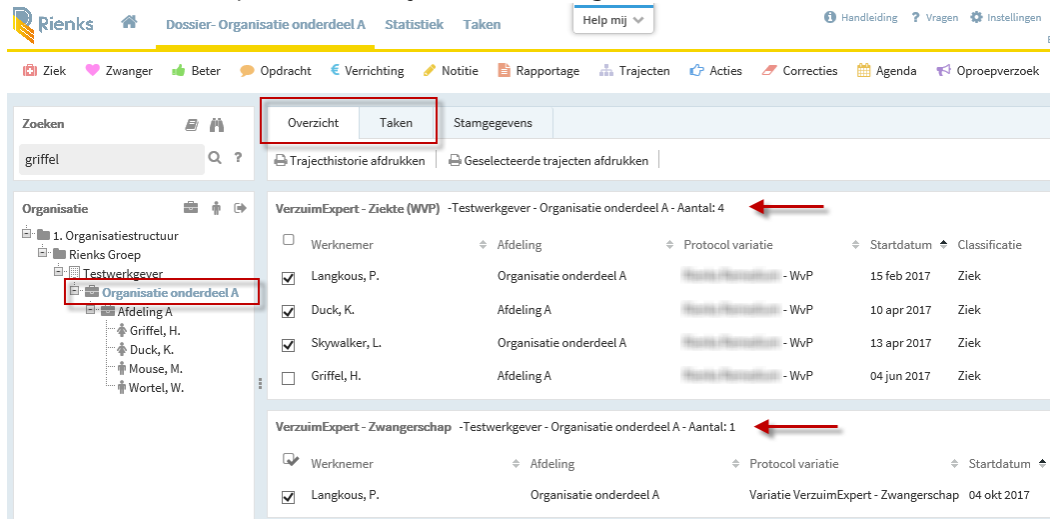 Rienks
Dossier- Organisatie onderdeel A
Statistiek
Taken
Help mij
Handleiding
? Vragen
Instellingen
Ziek
Zwanger
Beter
Opdracht
€ Verrichting
Notitie
Rapportage
Trajecten
Acties
Correcties
Agenda
Oproepverzoek
Zoeken
griffel
?
Organisatie
1. Organisatiestructuur
Rienks Groep
Testwerkgever
Organisatie onderdeel A
Afdeling A
Griffel, H.
Duck, K.
Mouse, M.
Wortel, W.
Overzicht
Taken
Stamgegevens
Trajecthistorie afdrukken
Geselecteerde trajecten afdrukken
VerzuimExpert - Ziekte (WVP) -Testwerkgever - Organisatie onderdeel A - Aantal: 4
Werknemer Afdeling Protocol variatie Startdatum Classificatie
Langkous, P. Organisatie onderdeel A - WvP 15 feb 2017 Ziek
Duck, K. Afdeling A - WvP 10 apr 2017 Ziek
Skywalker, L. Organisatie onderdeel A - WvP 13 apr 2017 Ziek
Griffel, H. Afdeling A - WvP 04 jun 2017 Ziek
VerzuimExpert - Zwangerschap -Testwerkgever - Organisatie onderdeel A - Aantal: 1
Werknemer Afdeling Protocol variatie Startdatum
Langkous, P. Organisatie onderdeel A Variatie VerzuimExpert - Zwangerschap 04 okt 2017